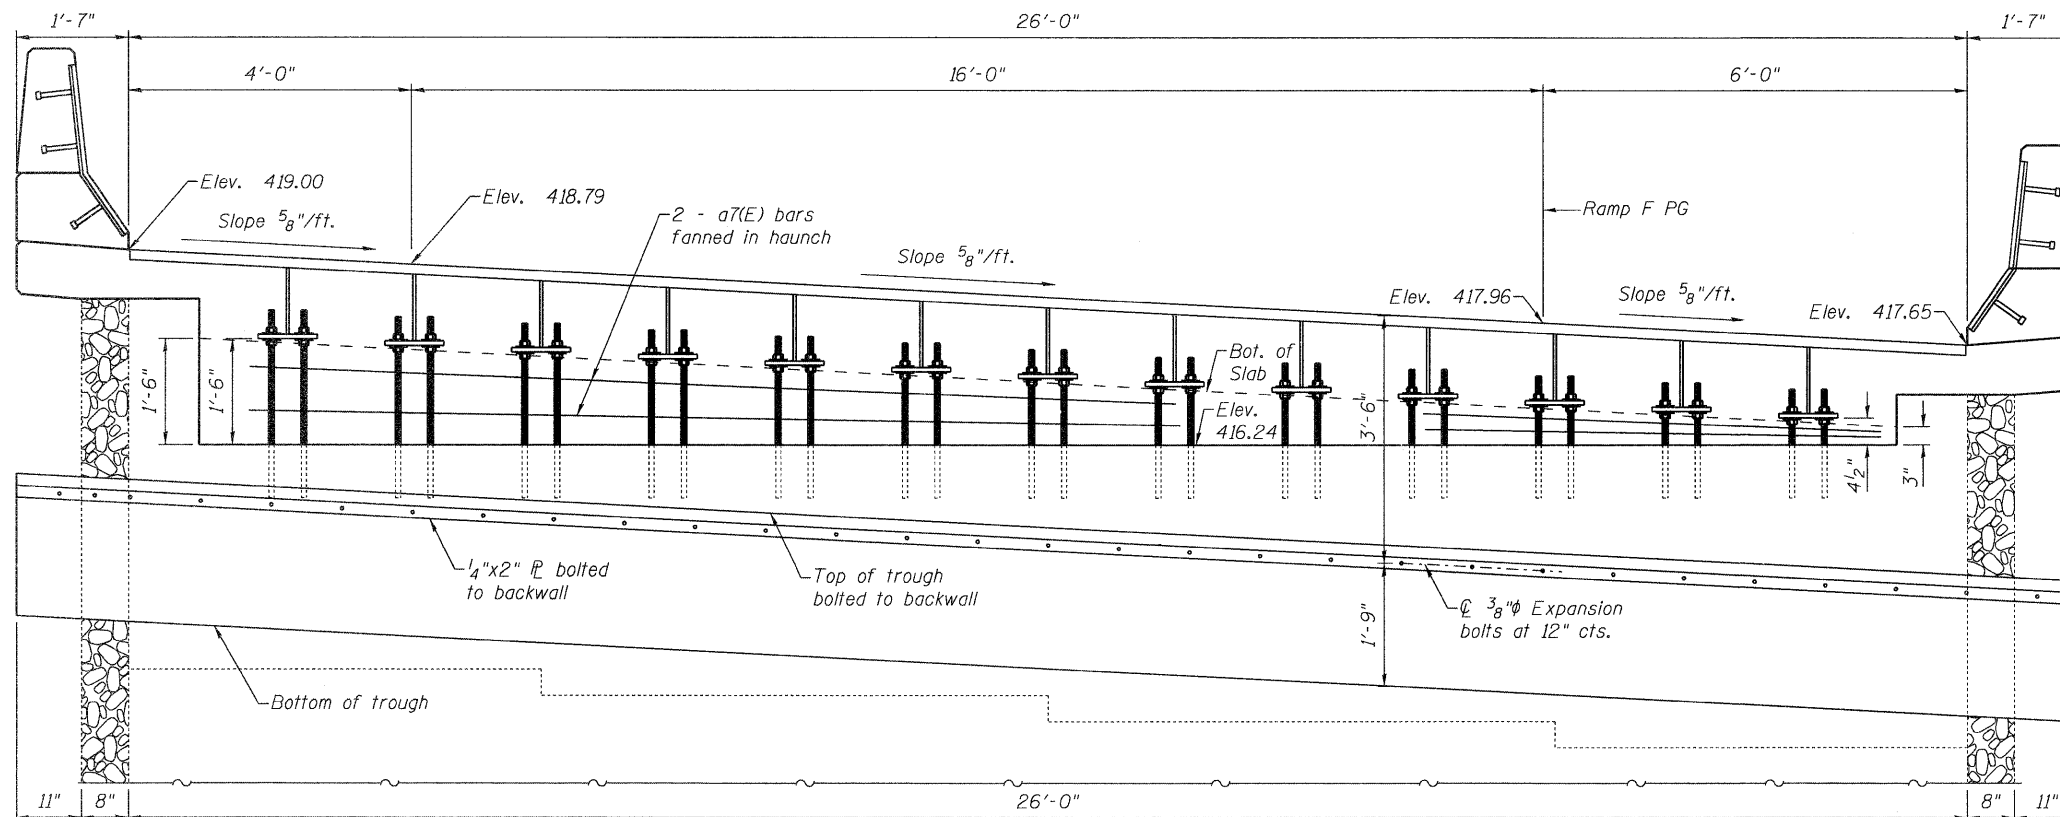 1'-7"
26'-0"
1'-7"
4'-0"
16'-0"
6'-0"
Elev. 419.00
Elev. 418.79
Slope 5/8"/ft.
2 - a7(E) bars
fanned in haunch
Ramp F PG
Slope 5/8"/ft.
Elev. 417.96
Slope 5/8"/ft.
Elev. 417.65
Bot. of
Slab
1'-6"
1'-6"
Elev.
416.24
3'-6"
4 1/2"
3"
1/4"x2" PL bolted
to backwall
Top of trough
bolted to backwall
CL 3/8"ϕ Expansion
bolts at 12" cts.
1'-9"
Bottom of trough
11"
8"
26'-0"
8"
11"